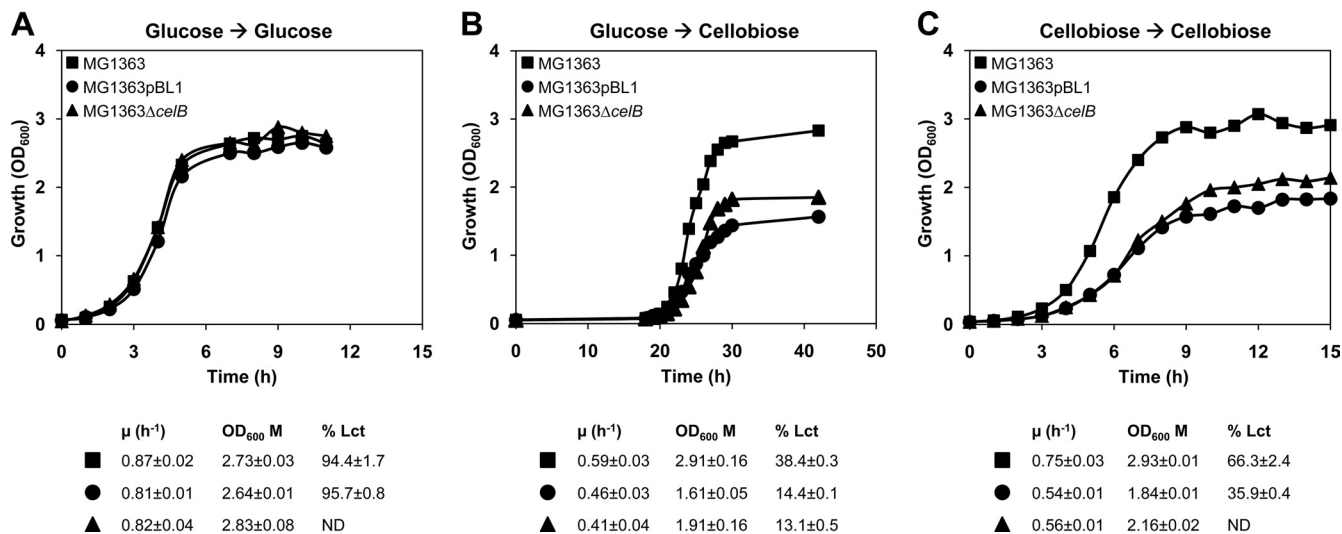 A
Glucose → Glucose
4
3
2
1
0
Growth (OD600)
MG1363
MG1363pBL1
MG1363ΔcelB
0
3
6
9
12
15
Time (h)
µ (h-1)
OD600 M
% Lct
0.87±0.02
2.73±0.03
94.4±1.7
0.81±0.01
2.64±0.01
95.7±0.8
0.82±0.04
2.83±0.08
ND
B
Glucose → Cellobiose
4
3
2
1
0
Growth (OD600)
MG1363
MG1363pBL1
MG1363ΔcelB
0
10
20
30
40
50
Time (h)
µ (h-1)
OD600 M
% Lct
0.59±0.03
2.91±0.16
38.4±0.3
0.46±0.03
1.61±0.05
14.4±0.1
0.41±0.04
1.91±0.16
13.1±0.5
C
Cellobiose → Cellobiose
4
3
2
1
0
Growth (OD600)
MG1363
MG1363pBL1
MG1363ΔcelB
0
3
6
9
12
15
Time (h)
µ (h-1)
OD600 M
% Lct
0.75±0.03
2.93±0.01
66.3±2.4
0.54±0.01
1.84±0.01
35.9±0.4
0.56±0.01
2.16±0.02
ND